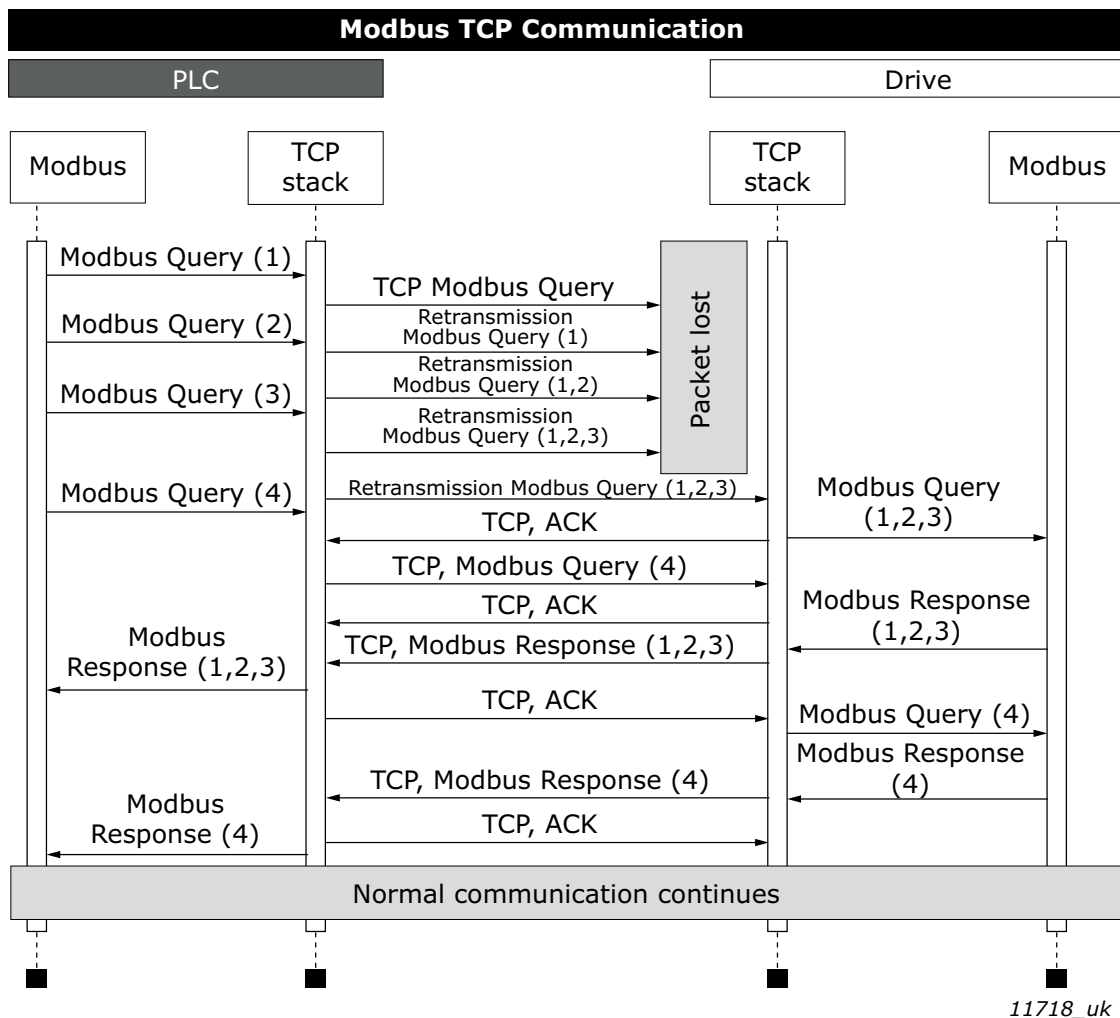 Modbus TCP Communication
PLC
Drive
Modbus
TCP
stack
TCP
stack
Modbus
Modbus Query (1)
TCP Modbus Query
Retransmission
Modbus Query (1)
Modbus Query (2)
Retransmission
Modbus Query (1,2)
Modbus Query (3)
Retransmission
Modbus Query (1,2,3)
Packet lost
Modbus Query (4)
Retransmission Modbus Query (1,2,3)
Modbus Query
(1,2,3)
TCP, ACK
TCP, Modbus Query (4)
TCP, ACK
Modbus Response
(1,2,3)
Modbus
Response (1,2,3)
TCP, Modbus Response (1,2,3)
TCP, ACK
Modbus Query (4)
Modbus Response
(4)
TCP, Modbus Response (4)
Modbus
Response (4)
TCP, ACK
Normal communication continues
11718_uk